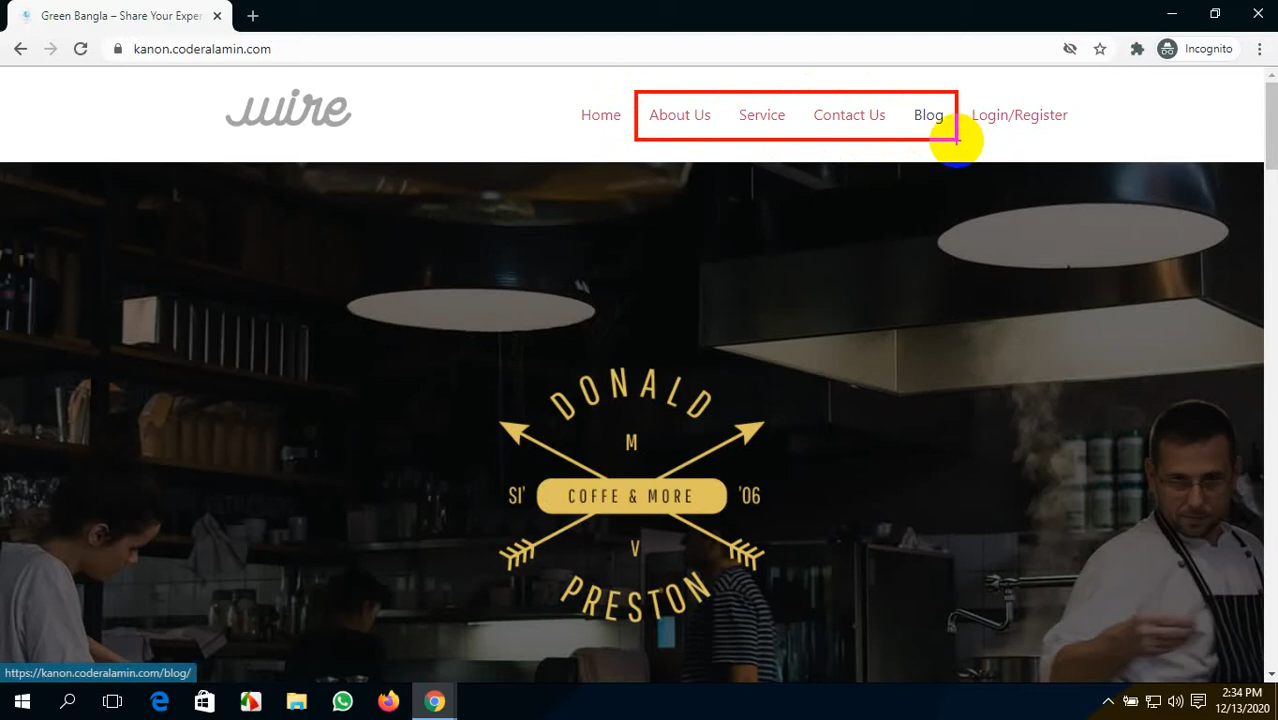 Green Bangla – Share Your Exper
kanon.coderalamin.com
Incognito
wire
Home About Us Service Contact Us Blog Login/Register
DONALD
M
SI' COFFE & MORE '06
V
PRESTON
https://kanon.coderalamin.com/blog/
2:34 PM
12/13/2020